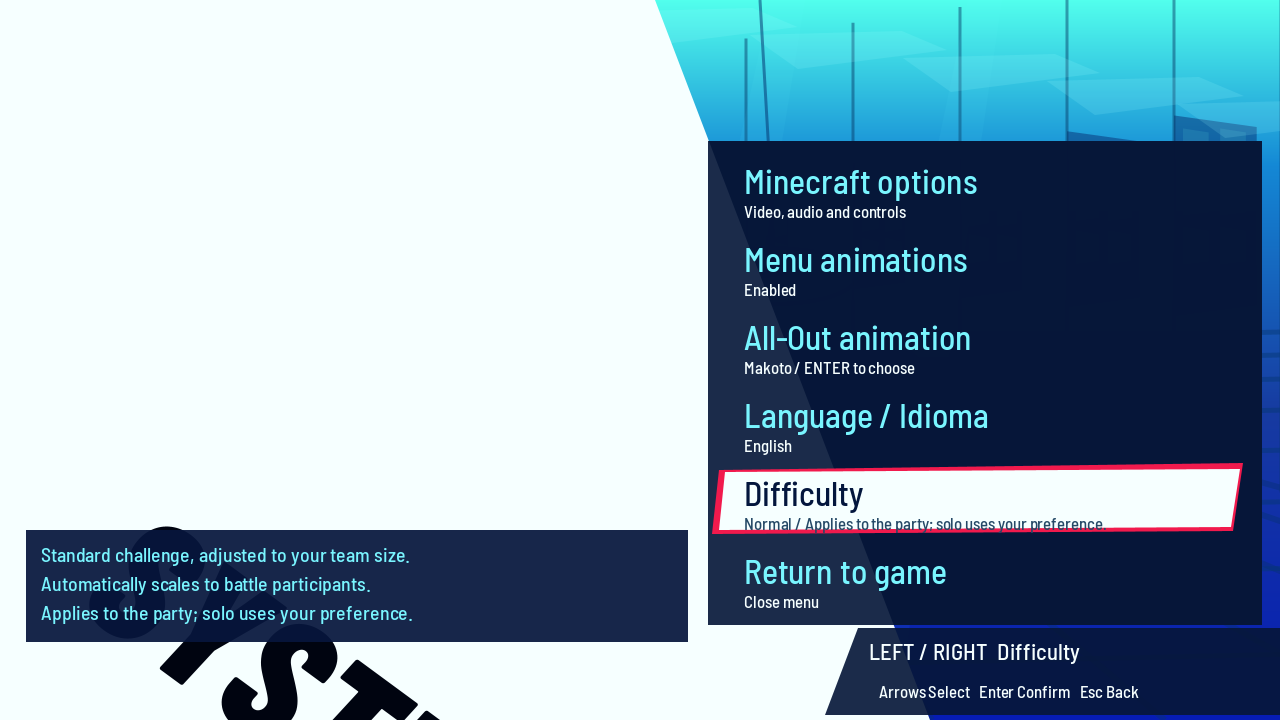 Minecraft options
Video, audio and controls
Menu animations
Enabled
All-Out animation
Makoto / ENTER to choose
Language / Idioma
English
Difficulty
Normal / Applies to the party; solo uses your preference.
Return to game
Close menu
Standard challenge, adjusted to your team size.
Automatically scales to battle participants.
Applies to the party; solo uses your preference.
SYST
LEFT / RIGHT Difficulty
Arrows Select Enter Confirm Esc Back